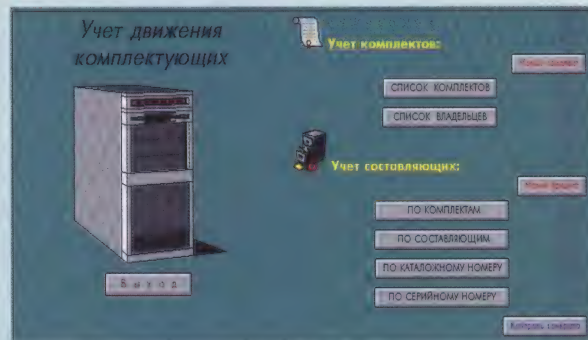 Учет движения
комплектующих
Учет комплектов:
СПИСОК КОМПЛЕКТОВ
СПИСОК ВЛАДЕЛЬЦЕВ
Учет составляющих:
ПО КОМПЛЕКТАМ
ПО СОСТАВЛЯЮЩИМ
ПО КАТАЛОЖНОМУ НОМЕРУ
ПО СЕРИЙНОМУ НОМЕРУ
В ы х о д